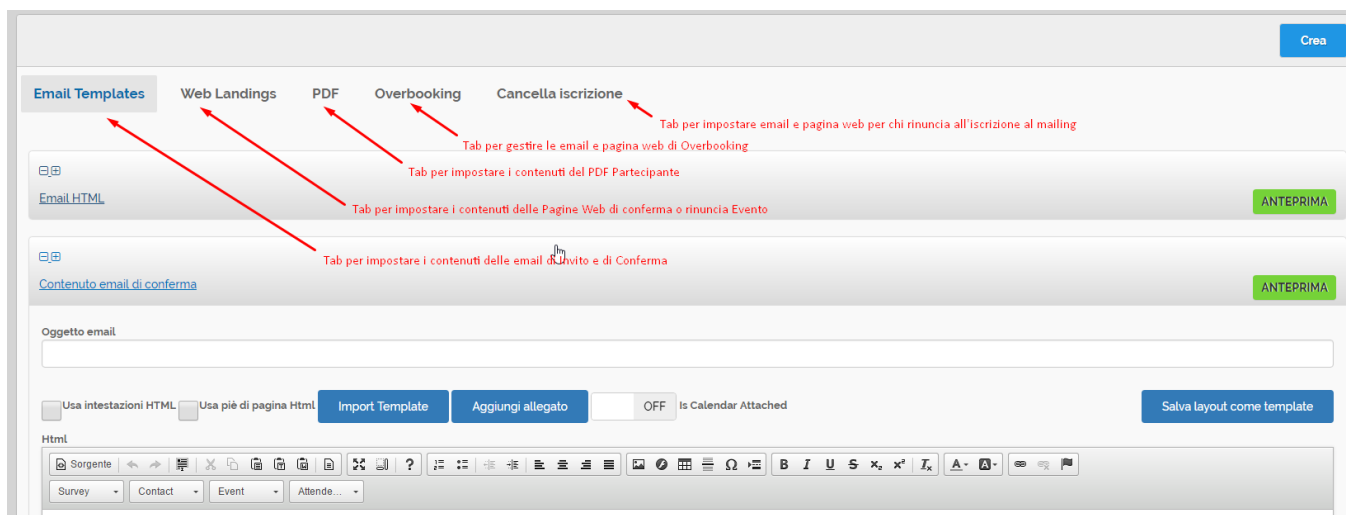 Crea
Email Templates Web Landings PDF Overbooking Cancella iscrizione
Tab per impostare email e pagina web per chi rinuncia all'iscrizione al mailing
Tab per gestire le email e pagina web di Overbooking
Tab per impostare i contenuti del PDF Partecipante
Email HTML
ANTEPRIMA
Tab per impostare i contenuti delle Pagine Web di conferma o rinuncia Evento
Tab per impostare i contenuti delle email di Invito e di Conferma
Contenuto email di conferma
ANTEPRIMA
Oggetto email
Usa intestazioni HTML Usa piè di pagina Html Import Template Aggiungi allegato OFF Is Calendar Attached Salva layout come template
Html
Sorgente ? Ω B I U S x₂ x² Tx A A
Survey Contact Event Attende...